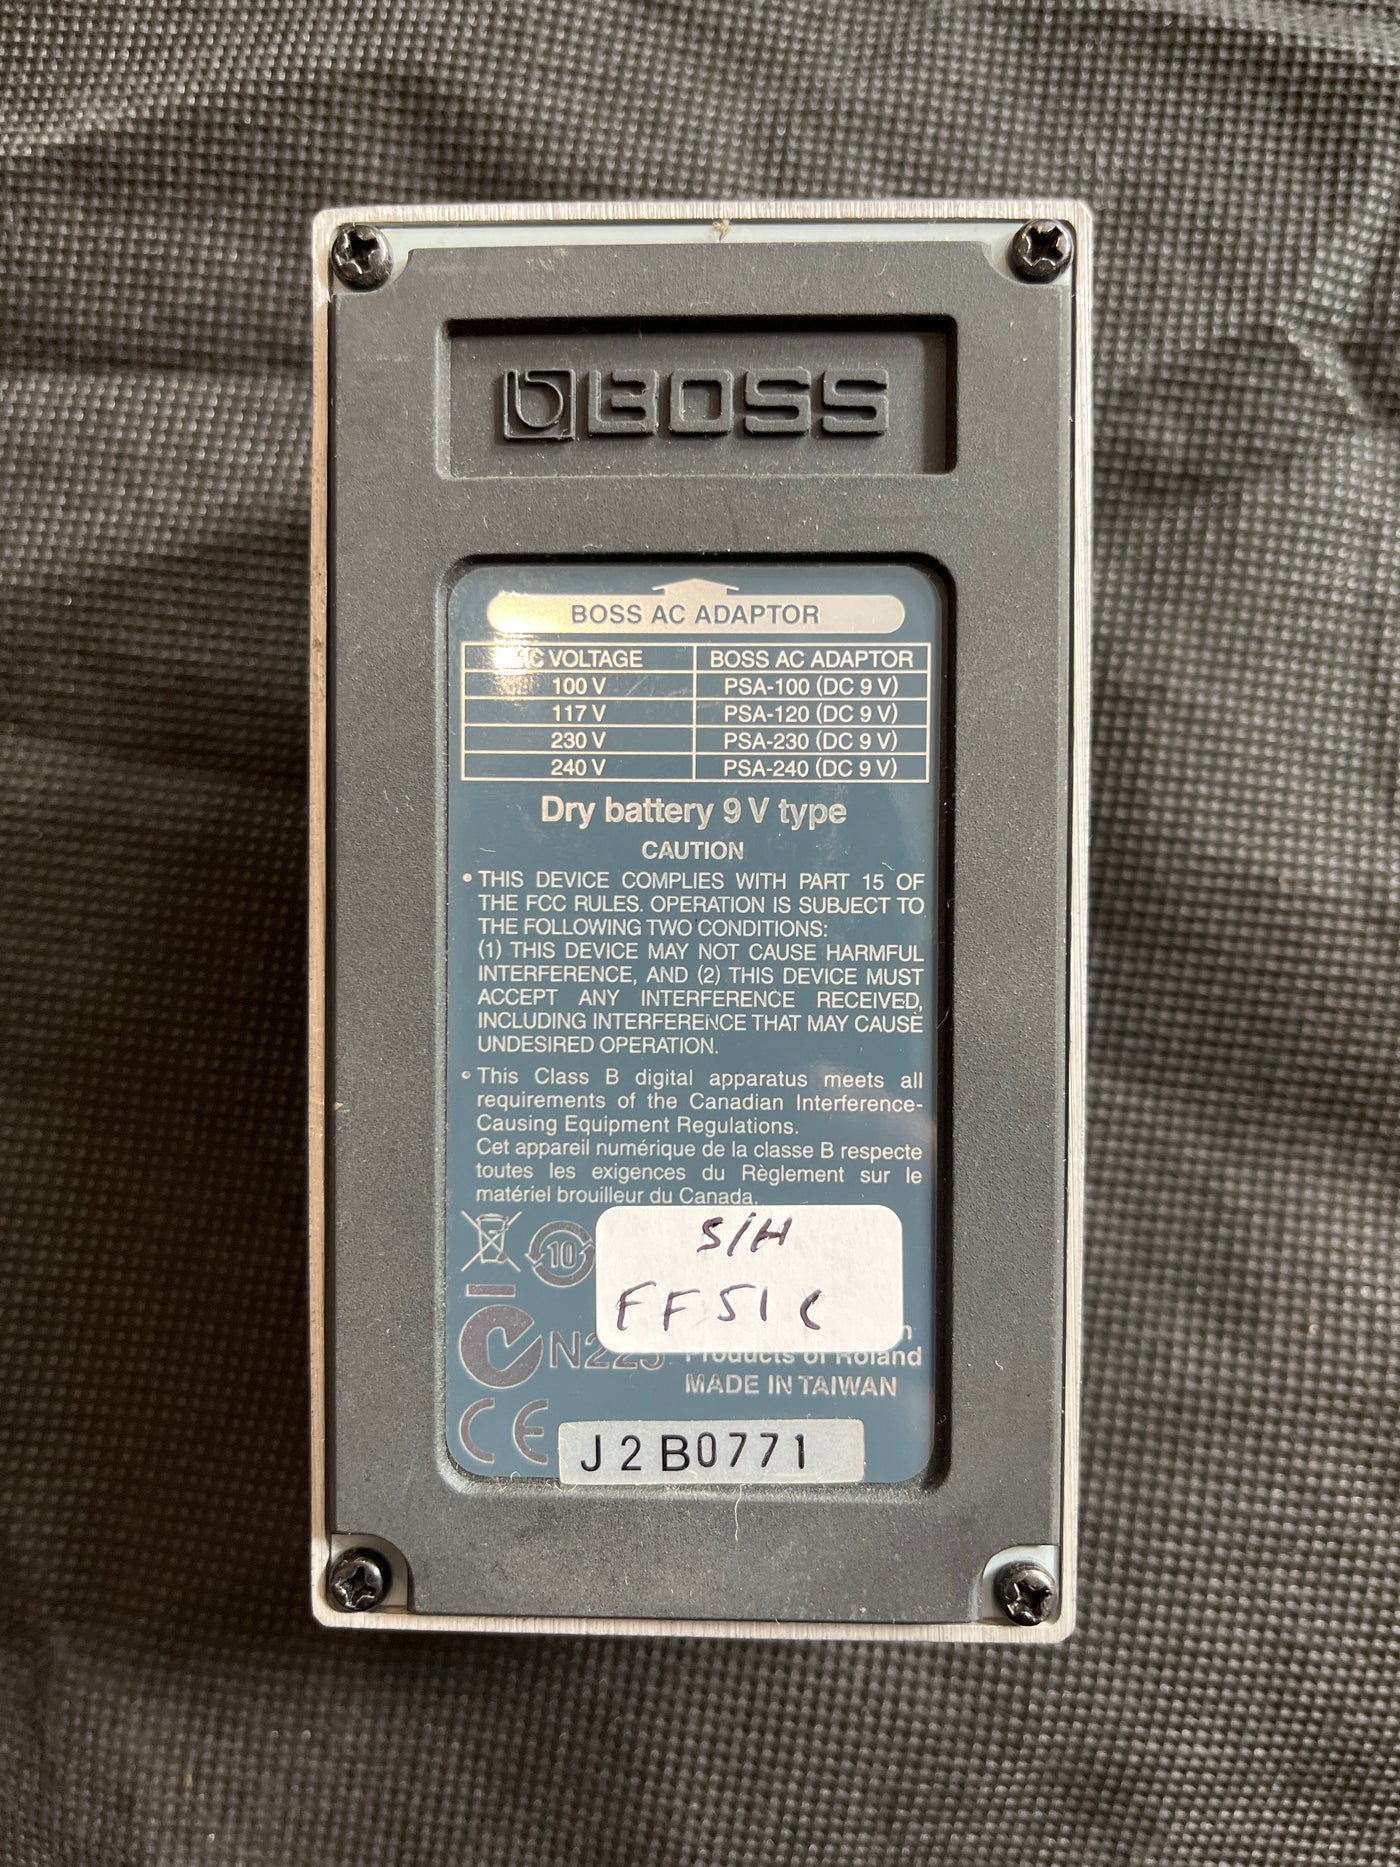 BOSS
BOSS AC ADAPTOR
AC VOLTAGE BOSS AC ADAPTOR
100 V PSA-100 (DC 9 V)
117 V PSA-120 (DC 9 V)
230 V PSA-230 (DC 9 V)
240 V PSA-240 (DC 9 V)
Dry battery 9 V type
CAUTION
• THIS DEVICE COMPLIES WITH PART 15 OF
THE FCC RULES. OPERATION IS SUBJECT TO
THE FOLLOWING TWO CONDITIONS:
(1) THIS DEVICE MAY NOT CAUSE HARMFUL
INTERFERENCE, AND (2) THIS DEVICE MUST
ACCEPT ANY INTERFERENCE RECEIVED,
INCLUDING INTERFERENCE THAT MAY CAUSE
UNDESIRED OPERATION.
• This Class B digital apparatus meets all
requirements of the Canadian Interference-
Causing Equipment Regulations.
Cet appareil numérique de la classe B respecte
toutes les exigences du Règlement sur le
matériel brouilleur du Canada.
10
S/H
FF51C
N225
Products of Roland
MADE IN TAIWAN
CE
J2B0771